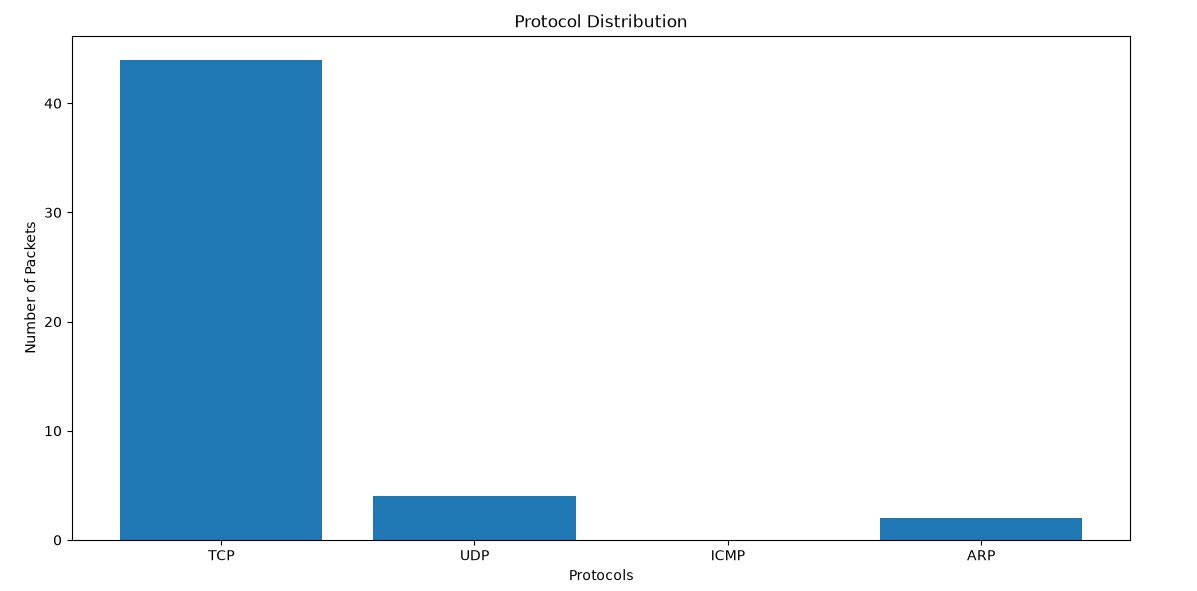 Protocol Distribution
Number of Packets
40
30
20
10
0
TCP UDP ICMP ARP
Protocols